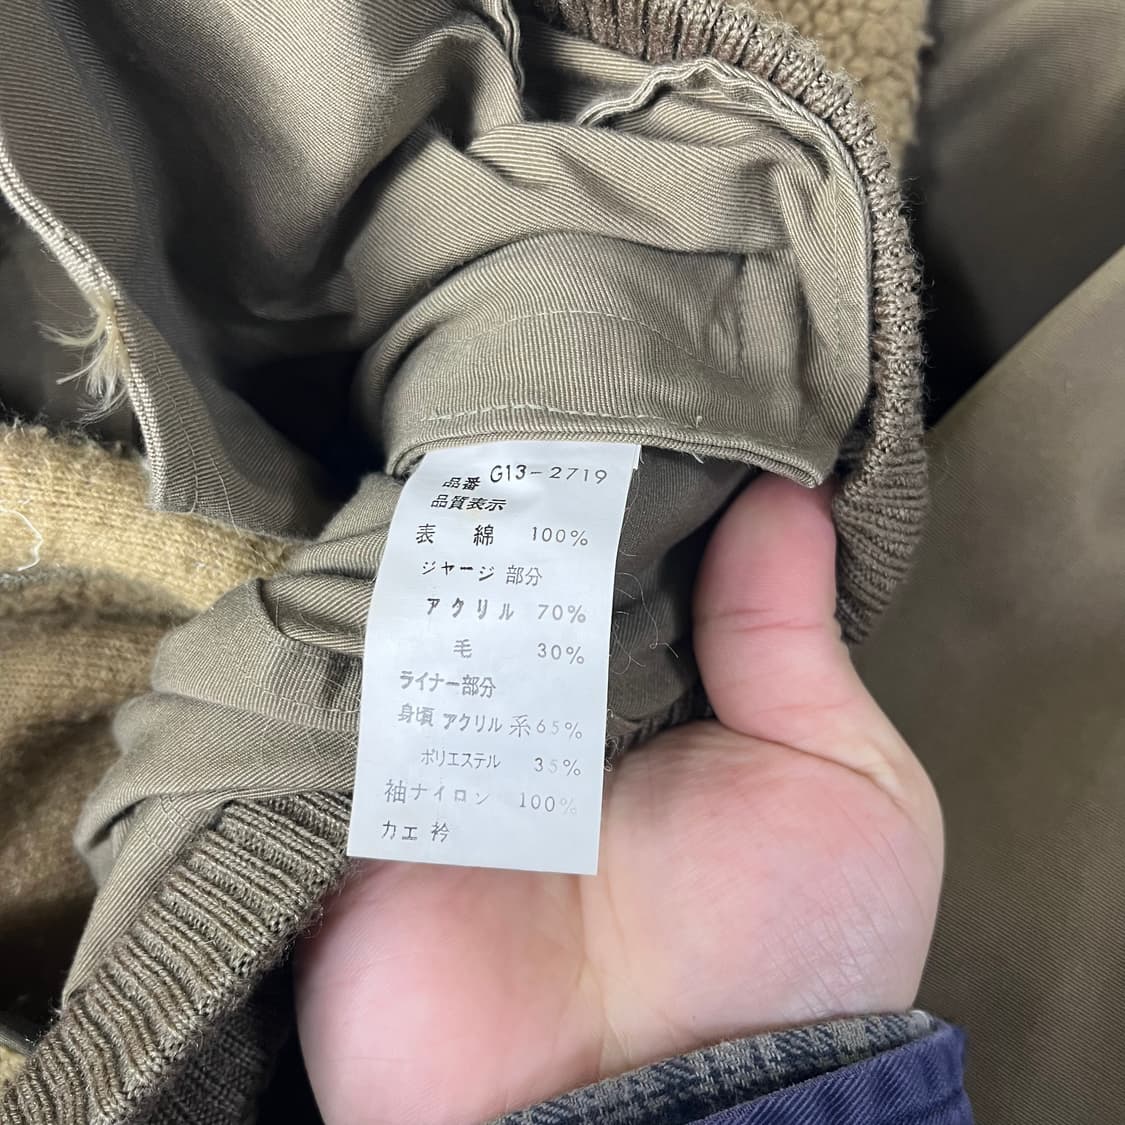 品番 G13-2719
品質表示
表 綿 100%
ジャージ 部分
アクリル 70%
毛 30%
ライナー部分
身頃 アクリル 系 65%
ポリエステル 35%
袖ナイロン 100%
カエ 衿